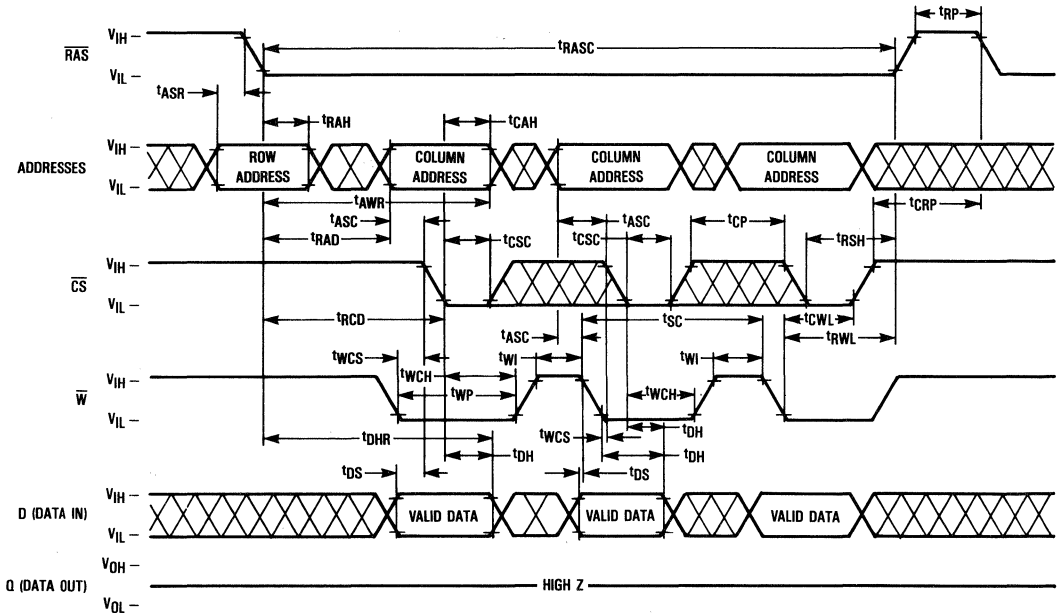 tRP
VIH
RAS
tRASC
VIL
tASR
tRAH
tCAH
VIH
ADDRESSES
ROW ADDRESS
COLUMN ADDRESS
COLUMN ADDRESS
COLUMN ADDRESS
VIL
tAWR
tCRP
tASC
tASC
tRAD
tCSC
tCSC
tCP
tRSH
VIH
CS
VIL
tRCD
tSC
tCWL
tASC
tRWL
tWCS
tWI
tWI
tWCH
VIH
W
tWP
tWCH
VIL
tDH
tWCS
tDHR
tDH
tDH
tDS
tDS
VIH
D (DATA IN)
VALID DATA
VALID DATA
VALID DATA
VIL
VOH
Q (DATA OUT)
HIGH Z
VOL